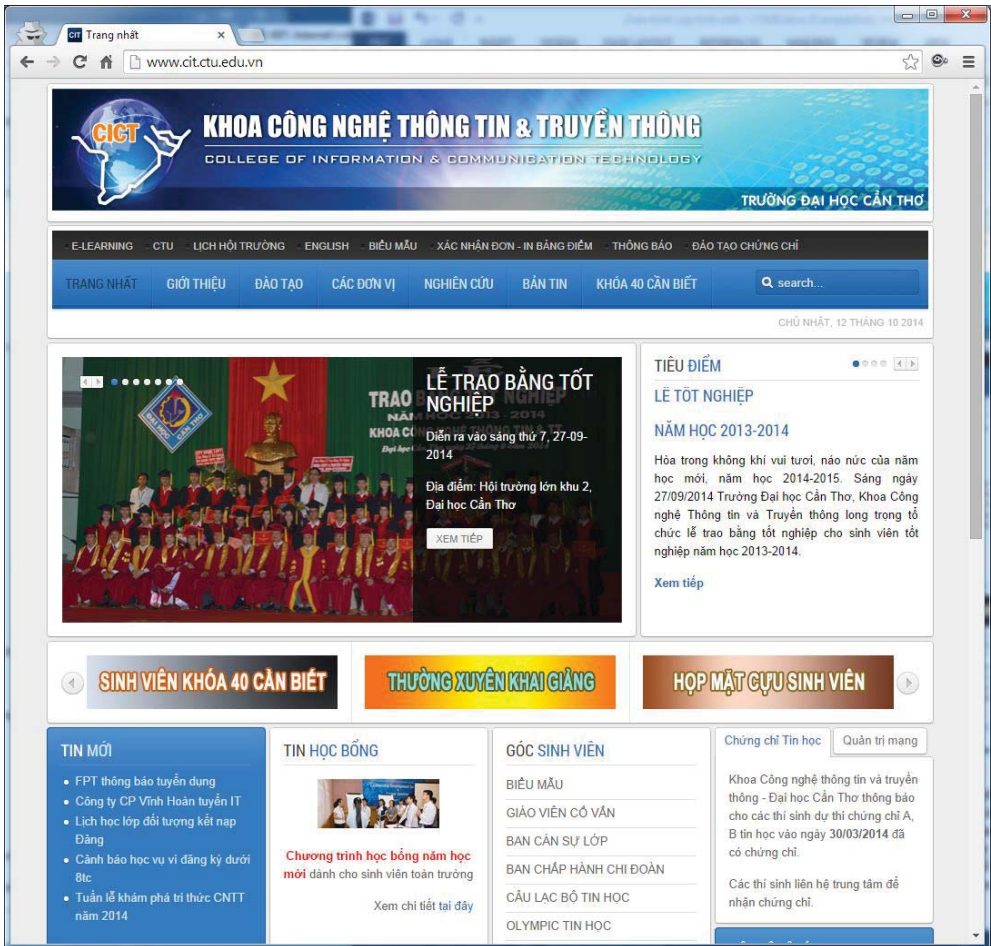 CIT Trang nhất
www.cit.ctu.edu.vn
CICT
KHOA CÔNG NGHỆ THÔNG TIN & TRUYỀN THÔNG
COLLEGE OF INFORMATION & COMMUNICATION TECHNOLOGY
TRƯỜNG ĐẠI HỌC CẦN THƠ
E-LEARNING CTU LỊCH HỘI TRƯỜNG ENGLISH BIỂU MẪU XÁC NHẬN ĐƠN - IN BẢNG ĐIỂM THÔNG BÁO ĐÀO TẠO CHỨNG CHỈ
TRANG NHẤT GIỚI THIỆU ĐÀO TẠO CÁC ĐƠN VỊ NGHIÊN CỨU BẢN TIN KHÓA 40 CẦN BIẾT search...
CHỦ NHẬT, 12 THÁNG 10 2014
ĐẠI HỌC CẦN THƠ
TRAO
KHOA
LỄ TRAO BẰNG TỐT
NGHIỆP
Diễn ra vào sáng thứ 7, 27-09-
2014
Địa điểm: Hội trường lớn khu 2,
Đại học Cần Thơ
XEM TIẾP
TIÊU ĐIỂM
LỄ TỐT NGHIỆP
NĂM HỌC 2013-2014
Hòa trong không khí vui tươi, náo nức của năm
học mới, năm học 2014-2015. Sáng ngày
27/09/2014 Trường Đại học Cần Thơ, Khoa Công
nghệ Thông tin và Truyền thông long trọng tổ
chức lễ trao bằng tốt nghiệp cho sinh viên tốt
nghiệp năm học 2013-2014.
Xem tiếp
SINH VIÊN KHÓA 40 CẦN BIẾT
THƯỜNG XUYÊN KHAI GIẢNG
HỌP MẶT CỰU SINH VIÊN
TIN MỚI
FPT thông báo tuyển dụng
Công ty CP Vĩnh Hoàn tuyển IT
Lịch học lớp đối tượng kết nạp
Đảng
Cảnh báo học vụ vì đăng ký dưới
8tc
Tuần lễ khám phá tri thức CNTT
năm 2014
TIN HỌC BỔNG
Chương trình học bổng năm học
mới dành cho sinh viên toàn trường
Xem chi tiết tại đây
GÓC SINH VIÊN
BIỂU MẪU
GIÁO VIÊN CỐ VẤN
BAN CÁN SỰ LỚP
BAN CHẤP HÀNH CHI ĐOÀN
CÂU LẠC BỘ TIN HỌC
OLYMPIC TIN HỌC
Chứng chỉ Tin học Quản trị mạng
Khoa Công nghệ thông tin và truyền
thông - Đại học Cần Thơ thông báo
cho các thí sinh dự thi chứng chỉ A,
B tin học vào ngày 30/03/2014 đã
có chứng chỉ.
Các thí sinh liên hệ trung tâm để
nhận chứng chỉ.